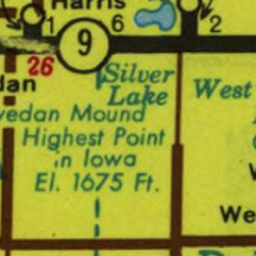 Harris
1
6
2
9
26
Silver
Lake
West
dan
vedan Mound
Highest Point
in Iowa
El. 1675 Ft.
We